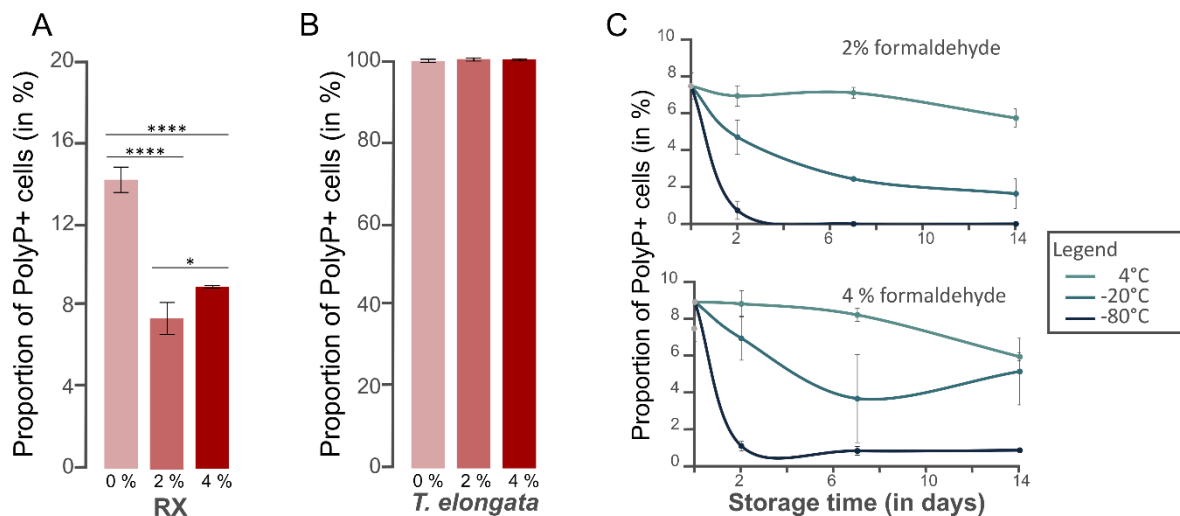 A
Proportion of PolyP+ cells (in %)
20
16
12
8
4
0
****
****
*
0 %
2 %
4 %
RX
B
Proportion of PolyP+ cells (in %)
100
80
60
40
20
0
0 %
2 %
4 %
T. elongata
C
Proportion of PolyP+ cells (in %)
2% formaldehyde
10
8
6
4
2
0
2
6
10
14
4 % formaldehyde
10
8
6
4
2
0
2
6
10
14
Storage time (in days)
Legend
4°C
-20°C
-80°C